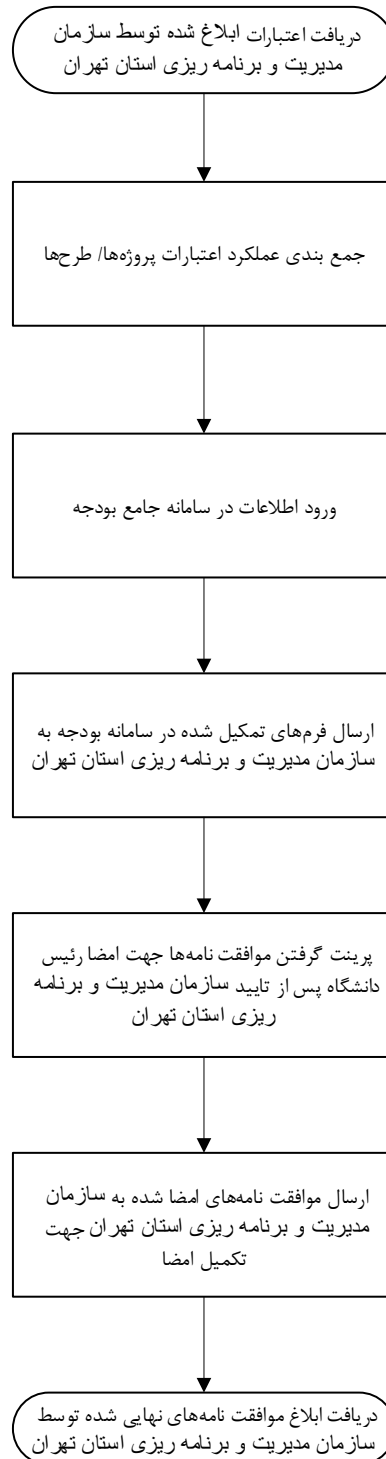 دریافت اعتبارات ابلاغ شده توسط سازمان
مدیریت و برنامه ریزی استان تهران
جمع بندی عملکرد اعتبارات پروژه‌ها/ طرح‌ها
ورود اطلاعات در سامانه جامع بودجه
ارسال فرم‌های تمکیل شده در سامانه بودجه به
سازمان مدیریت و برنامه ریزی استان تهران
پرینت گرفتن موافقت نامه‌ها جهت امضا رئیس
دانشگاه پس از تایید سازمان مدیریت و برنامه
ریزی استان تهران
ارسال موافقت نامه‌های امضا شده به سازمان
مدیریت و برنامه ریزی استان تهران جهت
تکمیل امضا
دریافت ابلاغ موافقت نامه‌های نهایی شده توسط
سازمان مدیریت و برنامه ریزی استان تهران